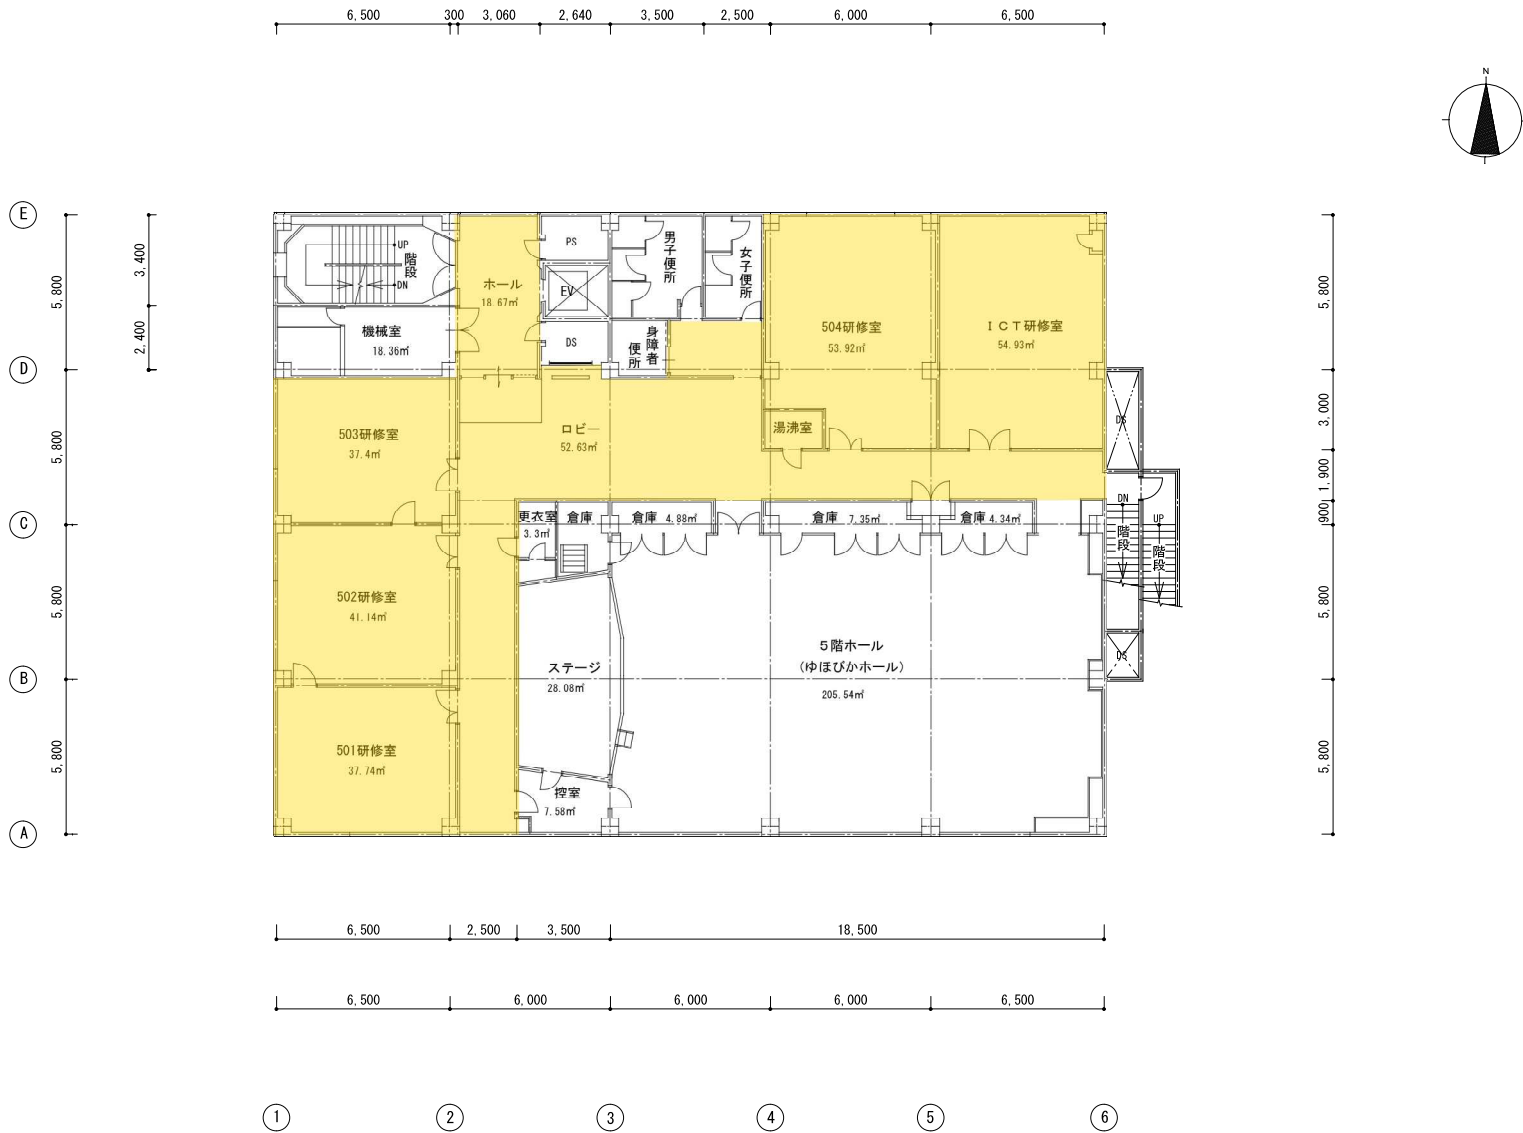 6,500
300
3,060
2,640
3,500
2,500
6,000
6,500
N
E
D
C
B
A
5,800
5,800
5,800
5,800
3,400
2,400
UP
階段
DN
機械室
18.36㎡
ホール
18.67㎡
PS
EV
DS
男子便所
女子便所
身障者
便所
504研修室
53.92㎡
ICT研修室
54.93㎡
503研修室
37.4㎡
ロビー
52.63㎡
湯沸室
502研修室
41.14㎡
501研修室
37.74㎡
更衣室
3.3㎡
倉庫
倉庫 4.88㎡
倉庫 7.35㎡
倉庫 4.34㎡
ステージ
28.08㎡
5階ホール
(ゆほびかホール)
205.54㎡
控室
7.58㎡
DS
DN
階段
UP
階段
DS
5,800
3,000
1,900
900
5,800
5,800
6,500
2,500
3,500
18,500
6,500
6,000
6,000
6,000
6,500
1
2
3
4
5
6